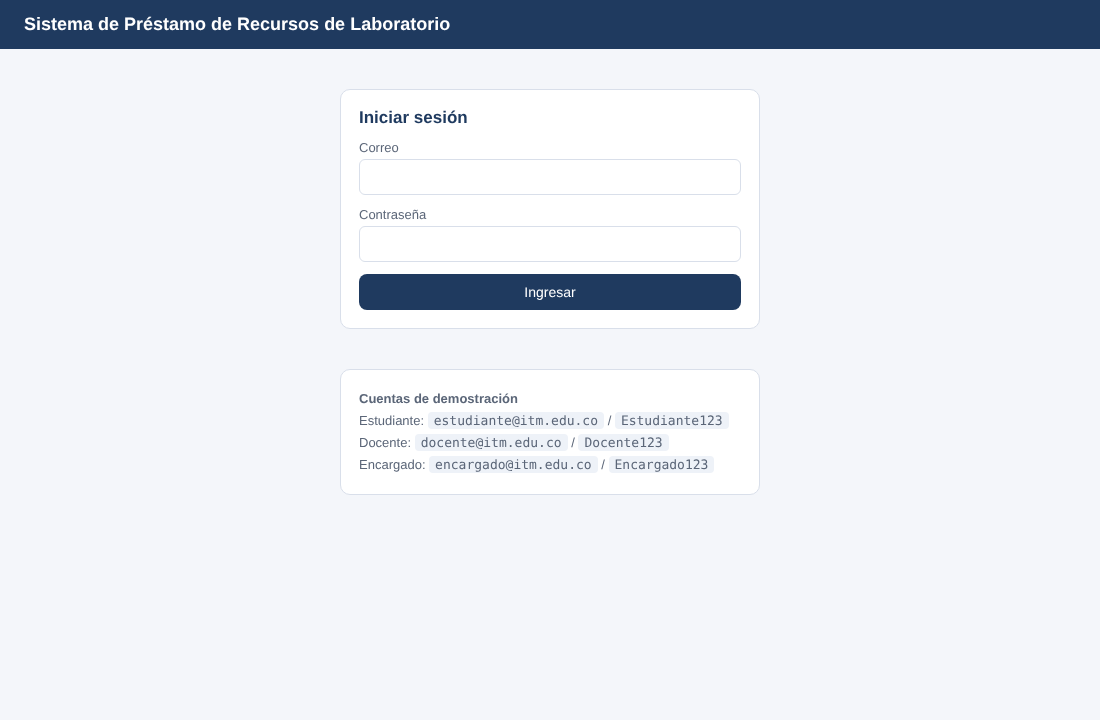 Sistema de Préstamo de Recursos de Laboratorio
Iniciar sesión
Correo
Contraseña
Ingresar
Cuentas de demostración
Estudiante: estudiante@itm.edu.co / Estudiante123
Docente: docente@itm.edu.co / Docente123
Encargado: encargado@itm.edu.co / Encargado123